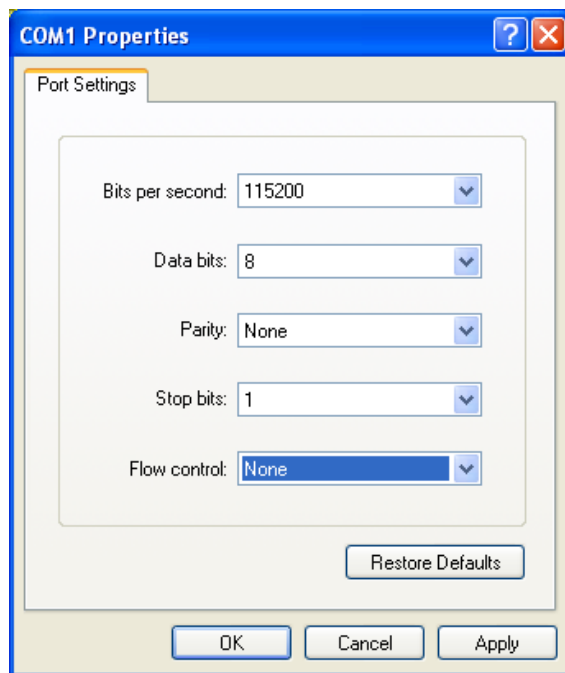 COM1 Properties
Port Settings
Bits per second: 115200
Data bits: 8
Parity: None
Stop bits: 1
Flow control: None
Restore Defaults
OK Cancel Apply